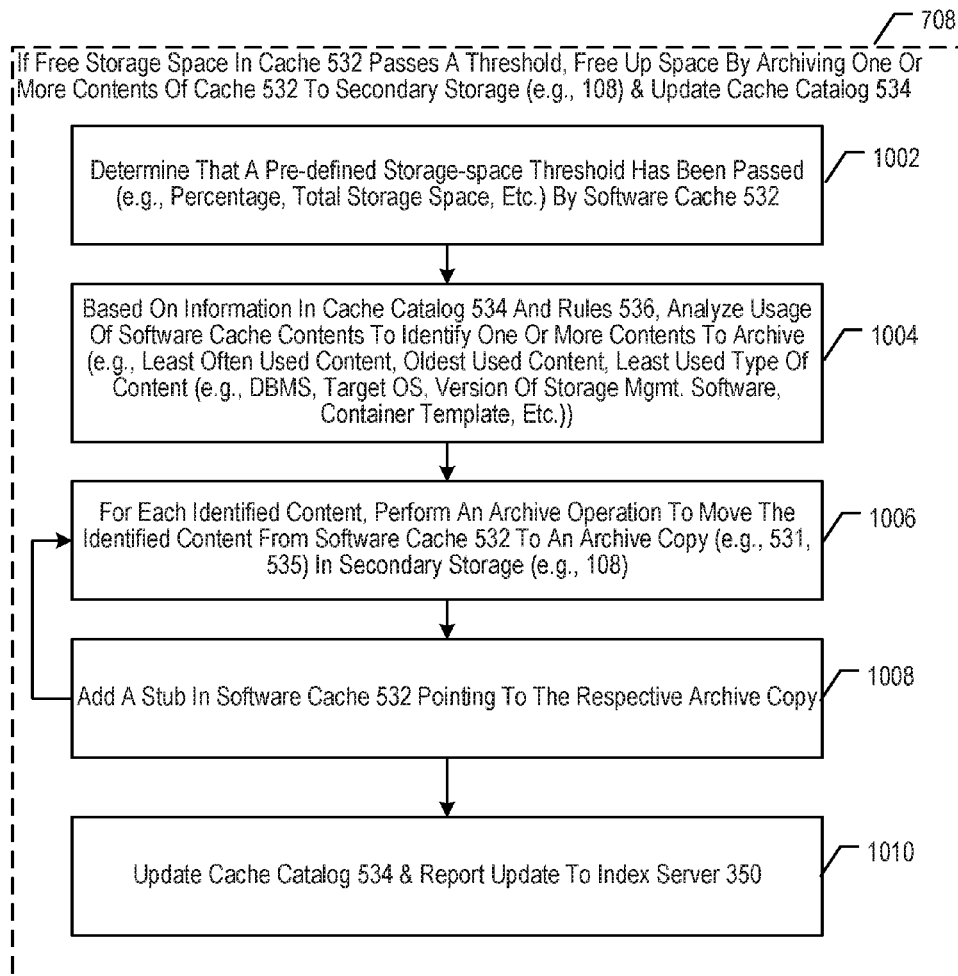 708
If Free Storage Space In Cache 532 Passes A Threshold, Free Up Space By Archiving One Or
More Contents Of Cache 532 To Secondary Storage (e.g., 108) & Update Cache Catalog 534
Determine That A Pre-defined Storage-space Threshold Has Been Passed
(e.g., Percentage, Total Storage Space, Etc.) By Software Cache 532
1002
Based On Information In Cache Catalog 534 And Rules 536, Analyze Usage
Of Software Cache Contents To Identify One Or More Contents To Archive
(e.g., Least Often Used Content, Oldest Used Content, Least Used Type Of
Content (e.g., DBMS, Target OS, Version Of Storage Mgmt. Software,
Container Template, Etc.))
1004
For Each Identified Content, Perform An Archive Operation To Move The
Identified Content From Software Cache 532 To An Archive Copy (e.g., 531,
535) In Secondary Storage (e.g., 108)
1006
Add A Stub In Software Cache 532 Pointing To The Respective Archive Copy
1008
Update Cache Catalog 534 & Report Update To Index Server 350
1010